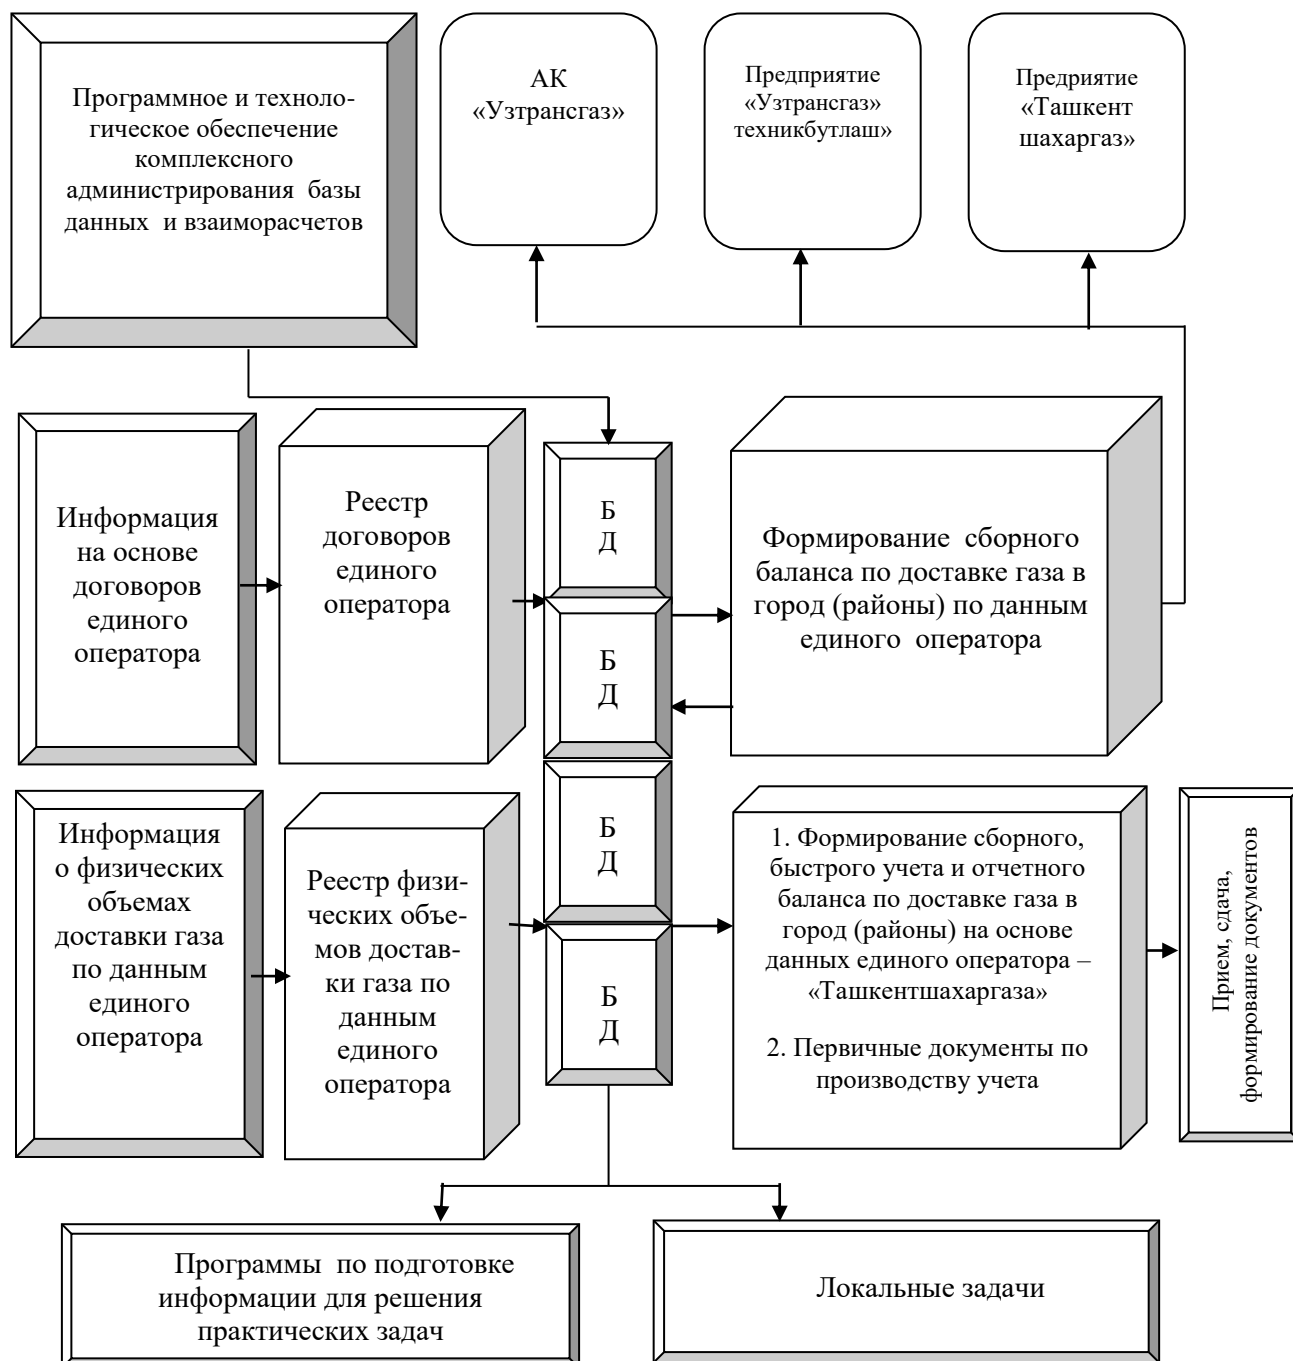 Программное и техноло-
гическое обеспечение
комплексного
администрирования базы
данных и взаиморасчетов
АК
«Узтрансгаз»
Предприятие
«Узтрансгаз»
техникбутлаш»
Предриятие
«Ташкент
шахаргаз»
Информация
на основе
договоров
единого
оператора
Реестр
договоров
единого
оператора
Б
Д
Б
Д
Формирование сборного
баланса по доставке газа в
город (районы) по данным
единого оператора
Информация
о физических
объемах
доставки газа
по данным
единого
оператора
Реестр физи-
ческих объе-
мов достав-
ки газа по
данным
единого
оператора
Б
Д
Б
Д
1. Формирование сборного,
быстрого учета и отчетного
баланса по доставке газа в
город (районы) на основе
данных единого оператора –
«Ташкентшахаргаза»
2. Первичные документы по
производству учета
Прием, сдача,
формирование документов
Программы по подготовке
информации для решения
практических задач
Локальные задачи